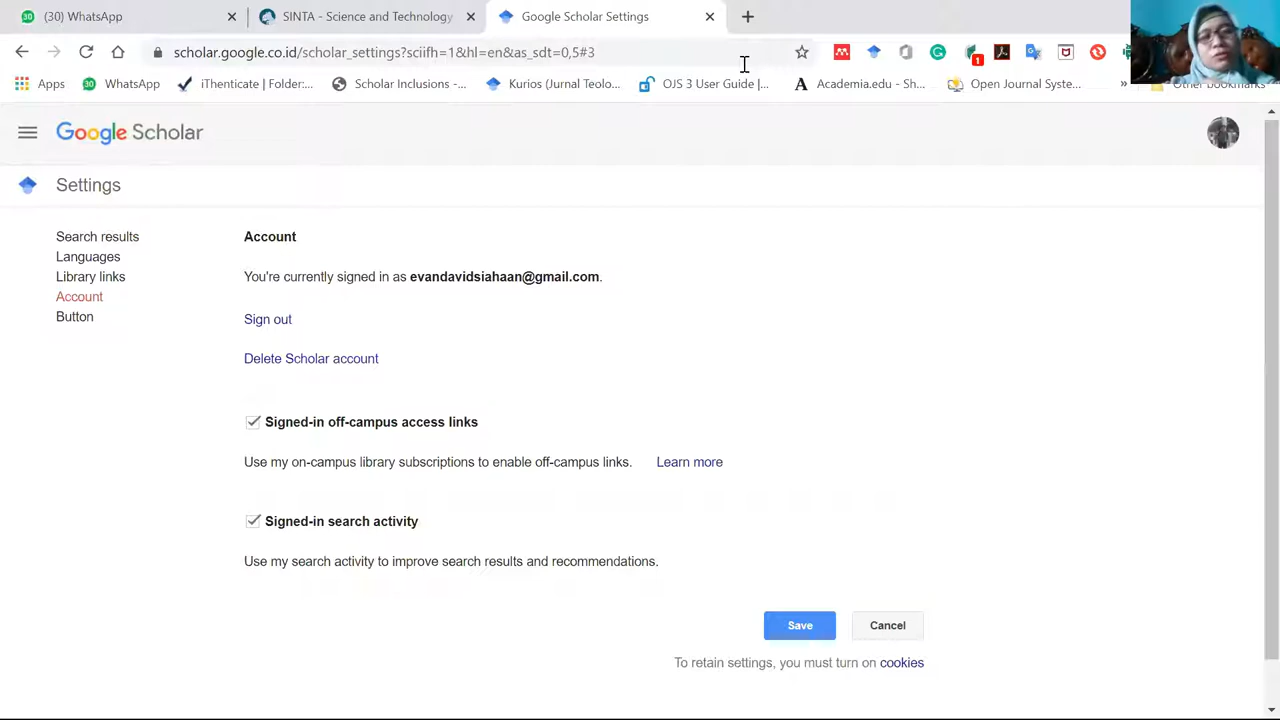 (30) WhatsApp
SINTA - Science and Technology
Google Scholar Settings
scholar.google.co.id/scholar_settings?sciifh=1&hl=en&as_sdt=0,5#3
1
Apps
WhatsApp
iThenticate | Folder:...
Scholar Inclusions -...
Kurios (Jurnal Teolo...
OJS 3 User Guide |...
Academia.edu - Sh...
Open Journal Syste...
»
Other bookmarks
Google Scholar
Settings
Search results
Languages
Library links
Account
Button
Account
You're currently signed in as evandavidsiahaan@gmail.com.
Sign out
Delete Scholar account
Signed-in off-campus access links
Use my on-campus library subscriptions to enable off-campus links. Learn more
Signed-in search activity
Use my search activity to improve search results and recommendations.
Save
Cancel
To retain settings, you must turn on cookies